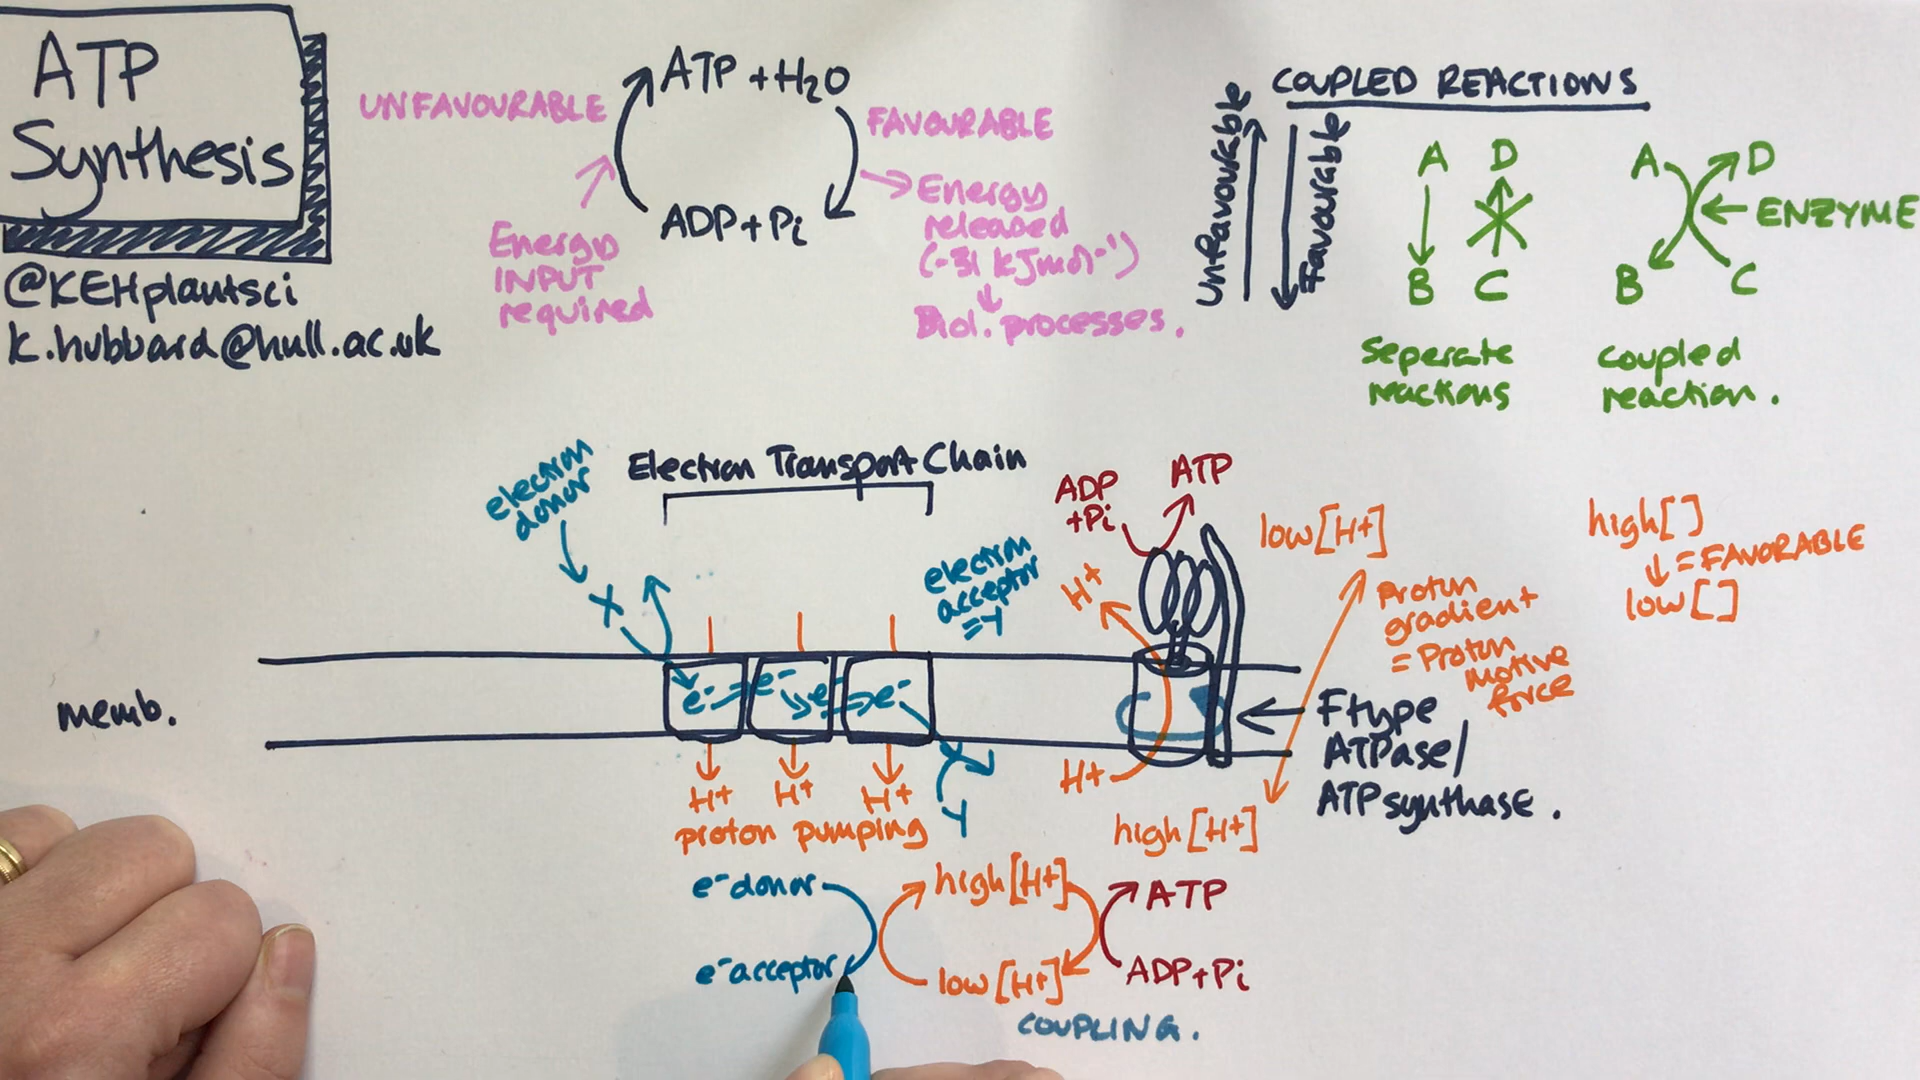 ATP
Synthesis
@KEHplantsci
k.hubbard@hull.ac.uk
UNFAVOURABLE
ATP + H2O
FAVOURABLE
ADP + Pi
Energy
INPUT
required
Energy
released
(-31 kJmol⁻¹)
Biol. processes.
COUPLED REACTIONS
Unfavourable
Favourable
A D
B C
Seperate
reactions
A D
ENZYME
B C
coupled
reaction.
electron
donor
X
Electron Transport Chain
electron
acceptor
=Y
ADP
+Pi
ATP
H+
low [H+]
high []
= FAVORABLE
low []
Proton
gradient
= Proton
motive
force
memb.
e- e- e- e-
H+ H+ H+
proton pumping
Y
H+
high [H+]
F type
ATPase/
ATP synthase.
e- donor
high [H+]
ATP
e- acceptor
low [H+]
ADP + Pi
COUPLING.